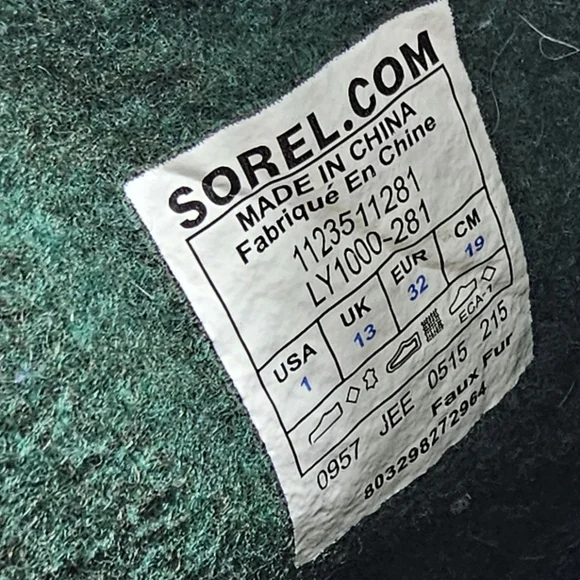 SOREL.COM
MADE IN CHINA
Fabriqué En Chine
1123511281
LY1000-281
USA UK EUR CM
1 13 32 19
ECA-7
0957 JEE 0515 215
Faux Fur
803298272964